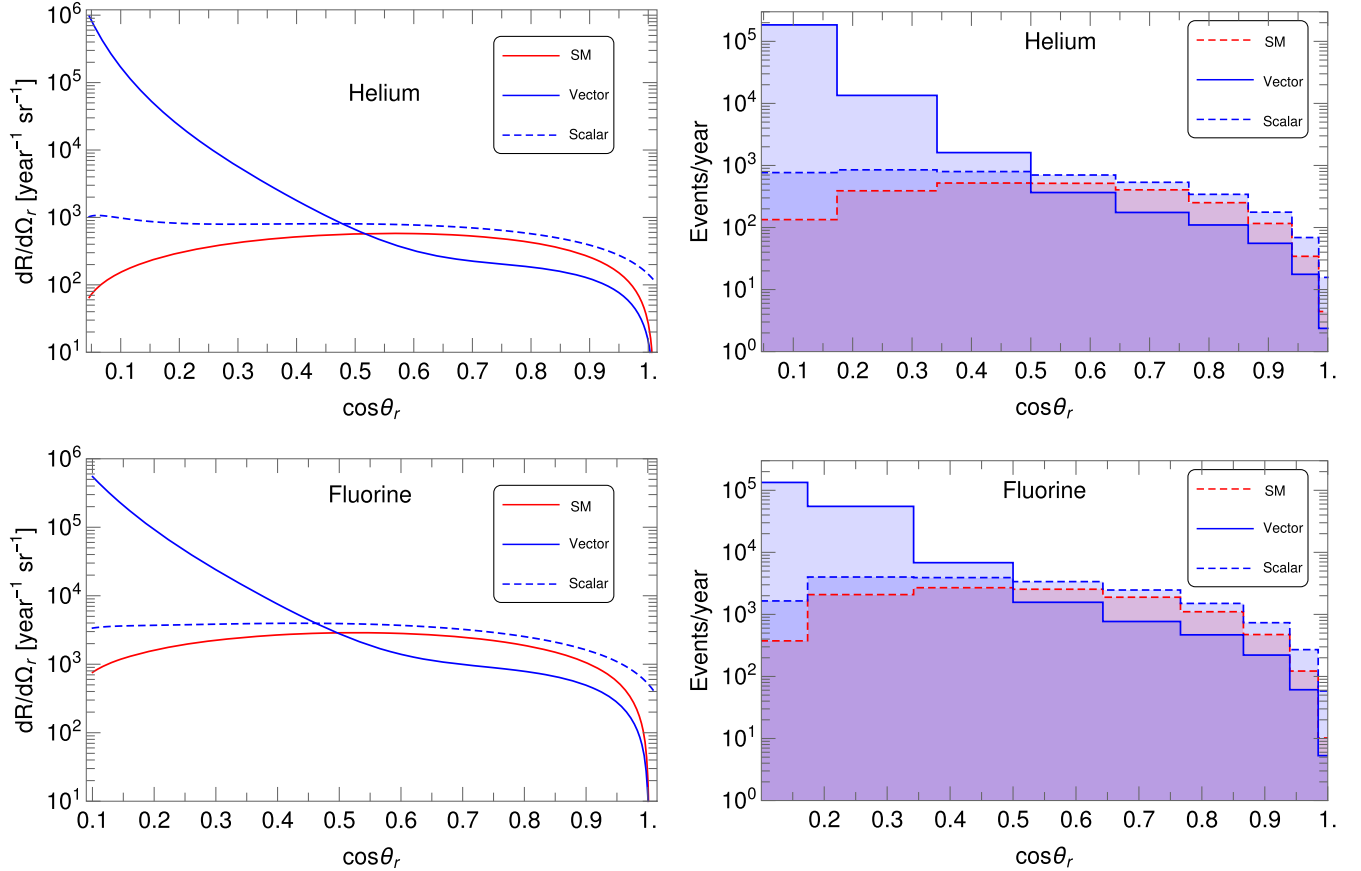 10^6
10^5
10^4
10^3
10^2
10^1
dR/dΩ_r [year^−1 sr^−1]
Helium
SM
Vector
Scalar
0.1 0.2 0.3 0.4 0.5 0.6 0.7 0.8 0.9 1.
cosθ_r
10^5
10^4
10^3
10^2
10^1
10^0
Events/year
Helium
SM
Vector
Scalar
0.1 0.2 0.3 0.4 0.5 0.6 0.7 0.8 0.9 1.
cosθ_r
10^6
10^5
10^4
10^3
10^2
10^1
dR/dΩ_r [year^−1 sr^−1]
Fluorine
SM
Vector
Scalar
0.1 0.2 0.3 0.4 0.5 0.6 0.7 0.8 0.9 1.
cosθ_r
10^5
10^4
10^3
10^2
10^1
10^0
Events/year
Fluorine
SM
Vector
Scalar
0.2 0.3 0.4 0.5 0.6 0.7 0.8 0.9 1.
cosθ_r